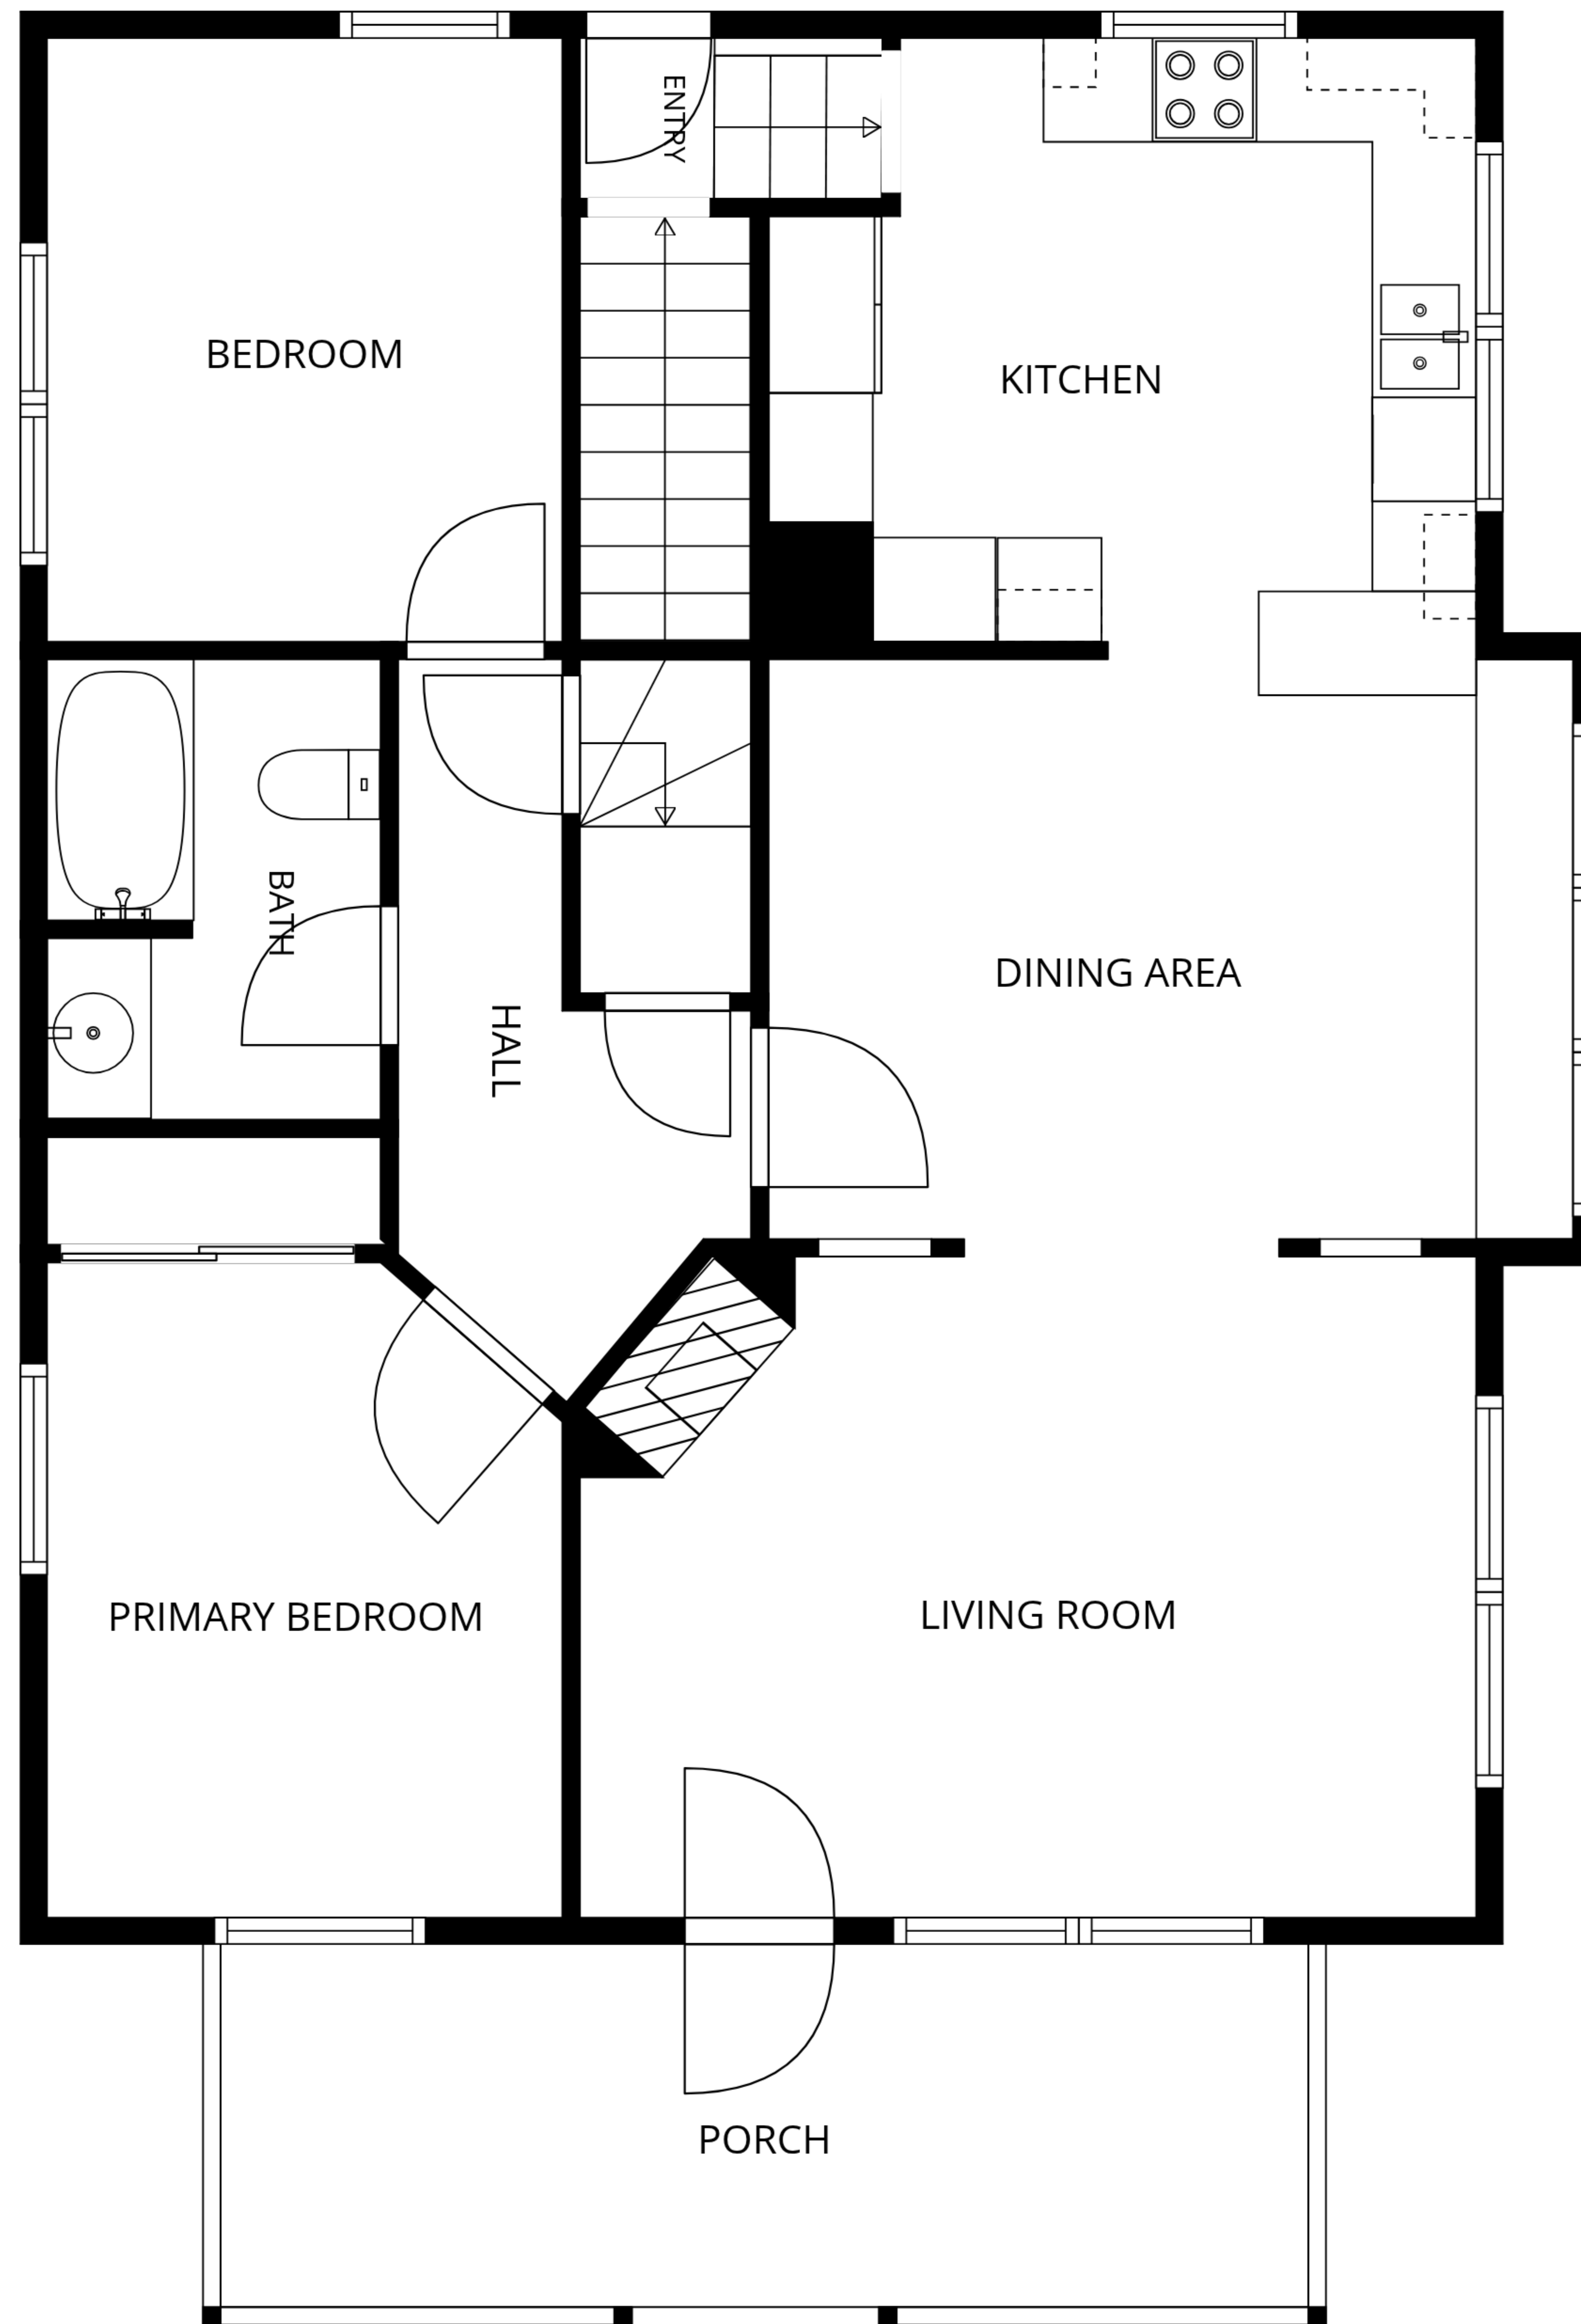 ENTRY
BEDROOM
KITCHEN
BATH
DINING AREA
HALL
PRIMARY BEDROOM
LIVING ROOM
PORCH